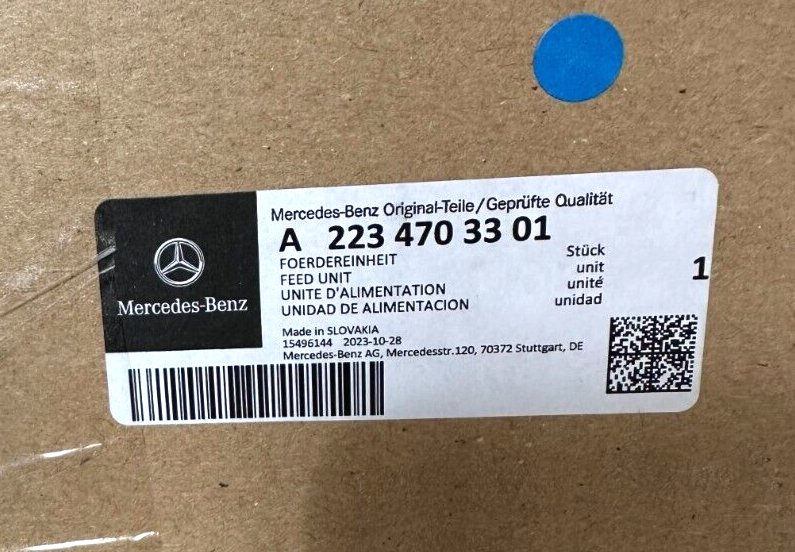 Mercedes-Benz
Mercedes-Benz Original-Teile/Geprüfte Qualität
A 223 470 33 01
FOERDEREINHEIT
FEED UNIT
UNITE D'ALIMENTATION
UNIDAD DE ALIMENTACION
Stück
unit
unité
unidad
1
Made in SLOVAKIA
15496144 2023-10-28
Mercedes-Benz AG, Mercedesstr.120, 70372 Stuttgart, DE